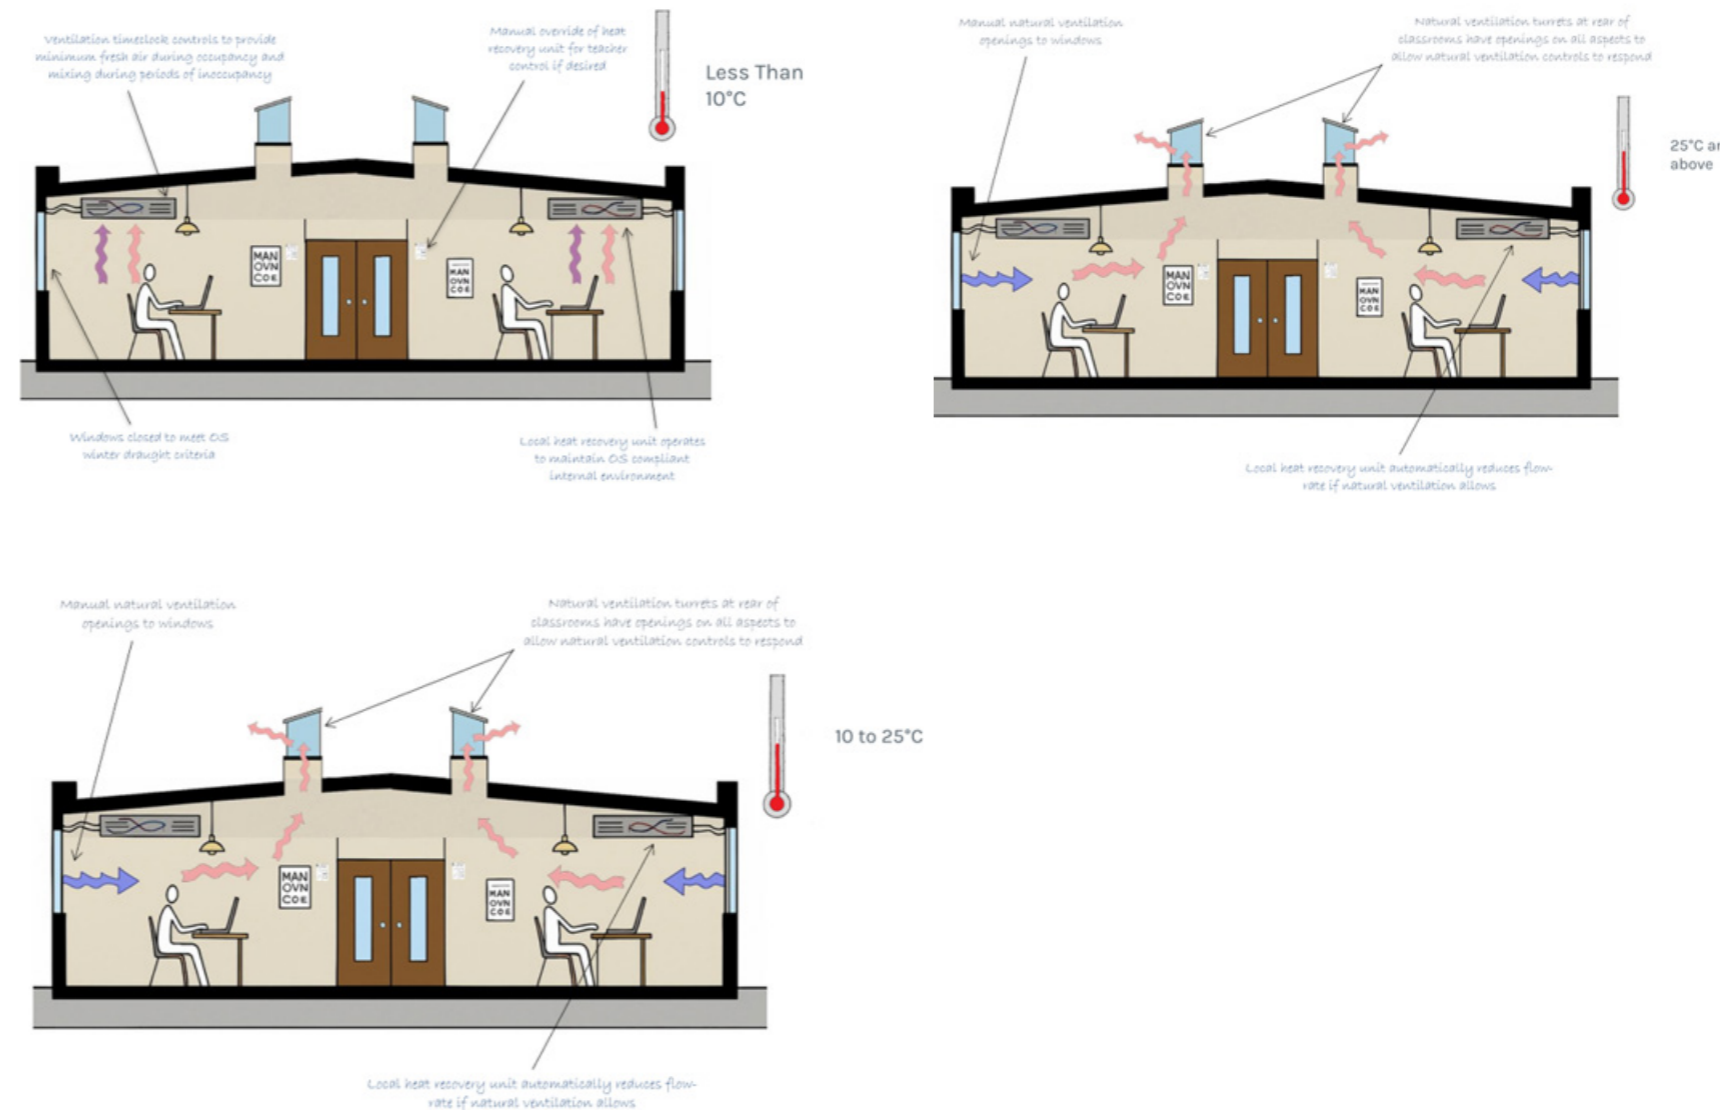 Ventilation timeclock controls to provide
minimum fresh air during occupancy and
mixing during periods of inoccupancy
Manual override of heat
recovery unit for teacher
control if desired
Less Than
10°C
MAN
OVN
COE
MAN
OVN
COE
Windows closed to meet OS
winter draught criteria
Local heat recovery unit operates
to maintain OS compliant
internal environment
Manual natural ventilation
openings to windows
Natural ventilation turrets at rear of
classrooms have openings on all aspects to
allow natural ventilation controls to respond
25°C ar
above
MAN
OVN
COE
MAN
OVN
COE
Local heat recovery unit automatically reduces flow-
rate if natural ventilation allows
Manual natural ventilation
openings to windows
Natural ventilation turrets at rear of
classrooms have openings on all aspects to
allow natural ventilation controls to respond
10 to 25°C
MAN
OVN
COE
MAN
OVN
COE
Local heat recovery unit automatically reduces flow-
rate if natural ventilation allows